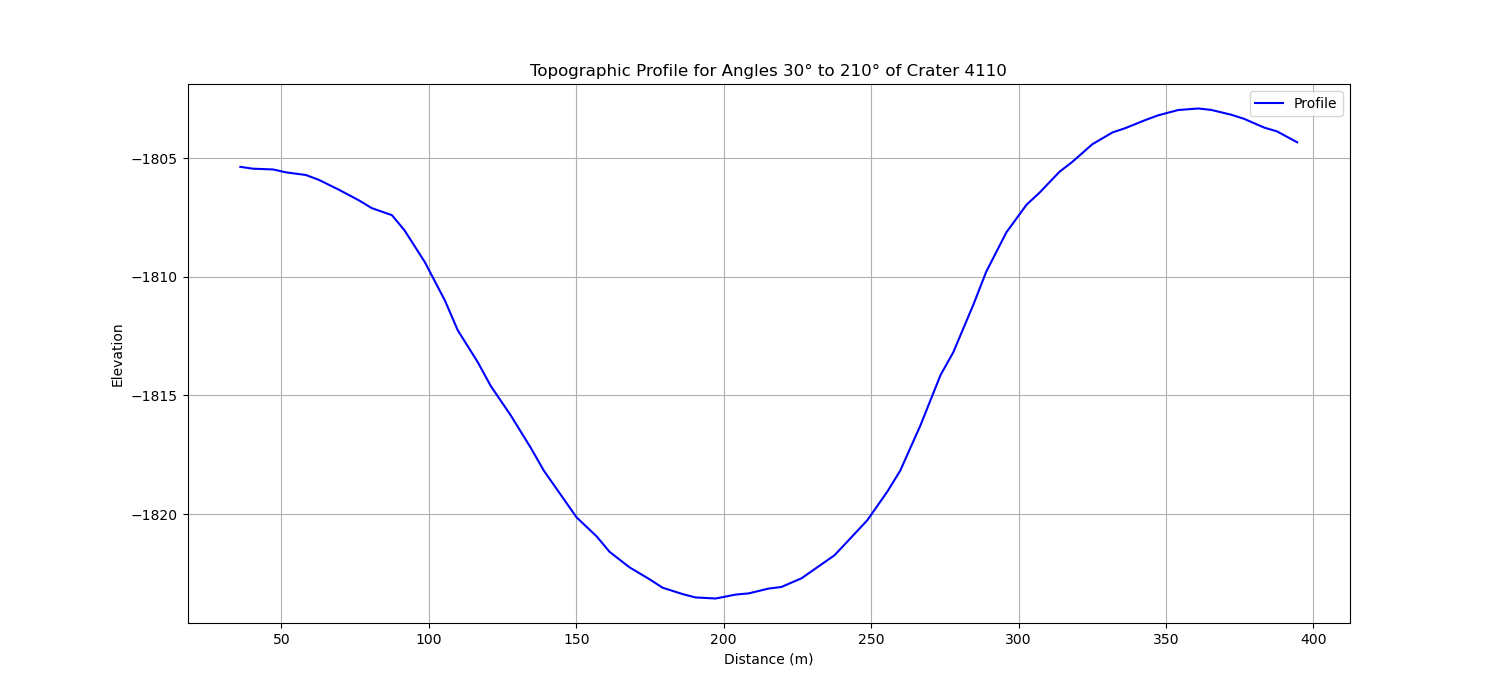 Topographic Profile for Angles 30° to 210° of Crater 4110
Profile
−1805
−1810
−1815
−1820
Elevation
50 100 150 200 250 300 350 400
Distance (m)